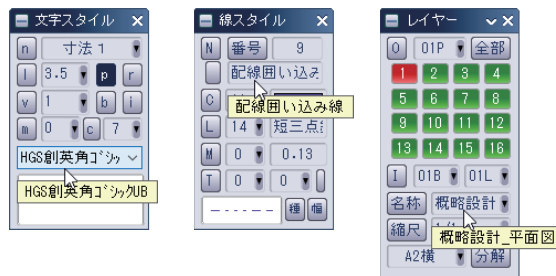 文字スタイル ×
n 寸法1
l 3.5 p r
v 1 b i
m 0 c 7
HGS創英角ｺﾞｼｯ
HGS創英角ｺﾞｼｯｸUB
線スタイル ×
N 番号 9
配線囲い込み
配線囲い込み線
C
L 14 短三点
M 0 0.13
T 0 0
種 幅
レイヤー ×
0 01P 全部
1 2 3 4
5 6 7 8
9 10 11 12
13 14 15 16
I 01B 01L
名称 概略設計
縮尺
概略設計_平面図
A2横 分解